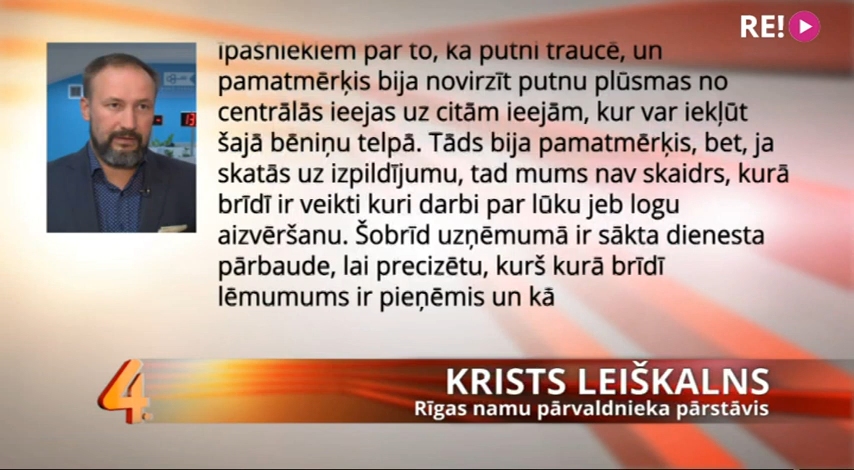 RE!
īpašniekiem par to, ka putni traucē, un
pamatmērķis bija novirzīt putnu plūsmas no
centrālās ieejas uz citām ieejām, kur var iekļūt
šajā bēniņu telpā. Tāds bija pamatmērķis, bet, ja
skatās uz izpildījumu, tad mums nav skaidrs, kurā
brīdī ir veikti kuri darbi par lūku jeb logu
aizvēršanu. Šobrīd uzņēmumā ir sākta dienesta
pārbaude, lai precizētu, kurš kurā brīdī
lēmumums ir pieņēmis un kā
4.
KRISTS LEIŠKALNS
Rīgas namu pārvaldnieka pārstāvis